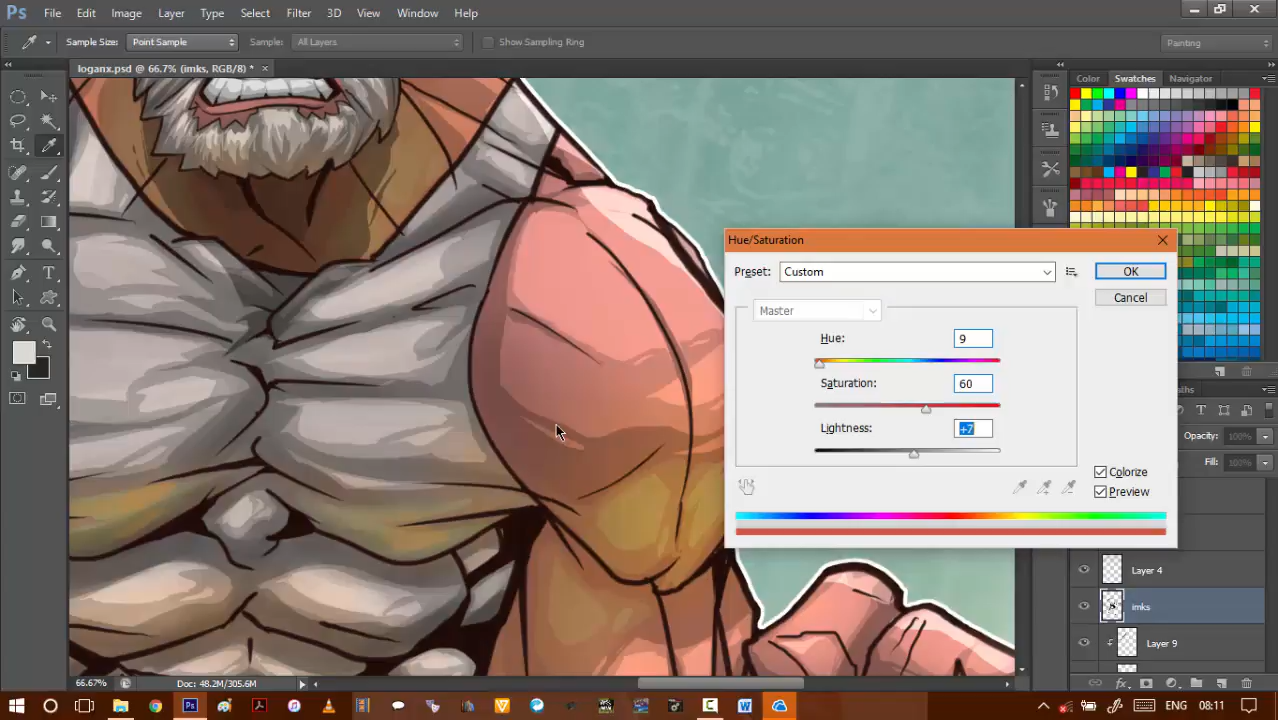 Ps File Edit Image Layer Type Select Filter 3D View Window Help
Sample Size: Point Sample Sample: All Layers Show Sampling Ring Painting
loganx.psd @ 66.7% (imks, RGB/8) * ×
Color Swatches Navigator
Hue/Saturation
Preset: Custom OK
Cancel
Master
Hue: 9
Saturation: 60
Lightness: +7
Colorize
Preview
Opacity: 100%
Fill: 100%
Layer 4
imks
Layer 9
66.67% Doc: 48.2M/305.6M
ENG 08:11